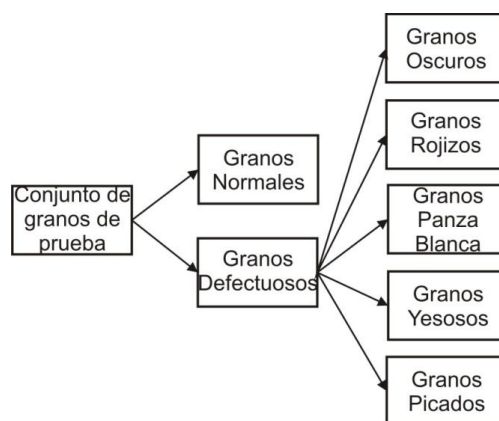 Conjunto de
granos de
prueba
Granos
Normales
Granos
Defectuosos
Granos
Oscuros
Granos
Rojizos
Granos
Panza
Blanca
Granos
Yesosos
Granos
Picados